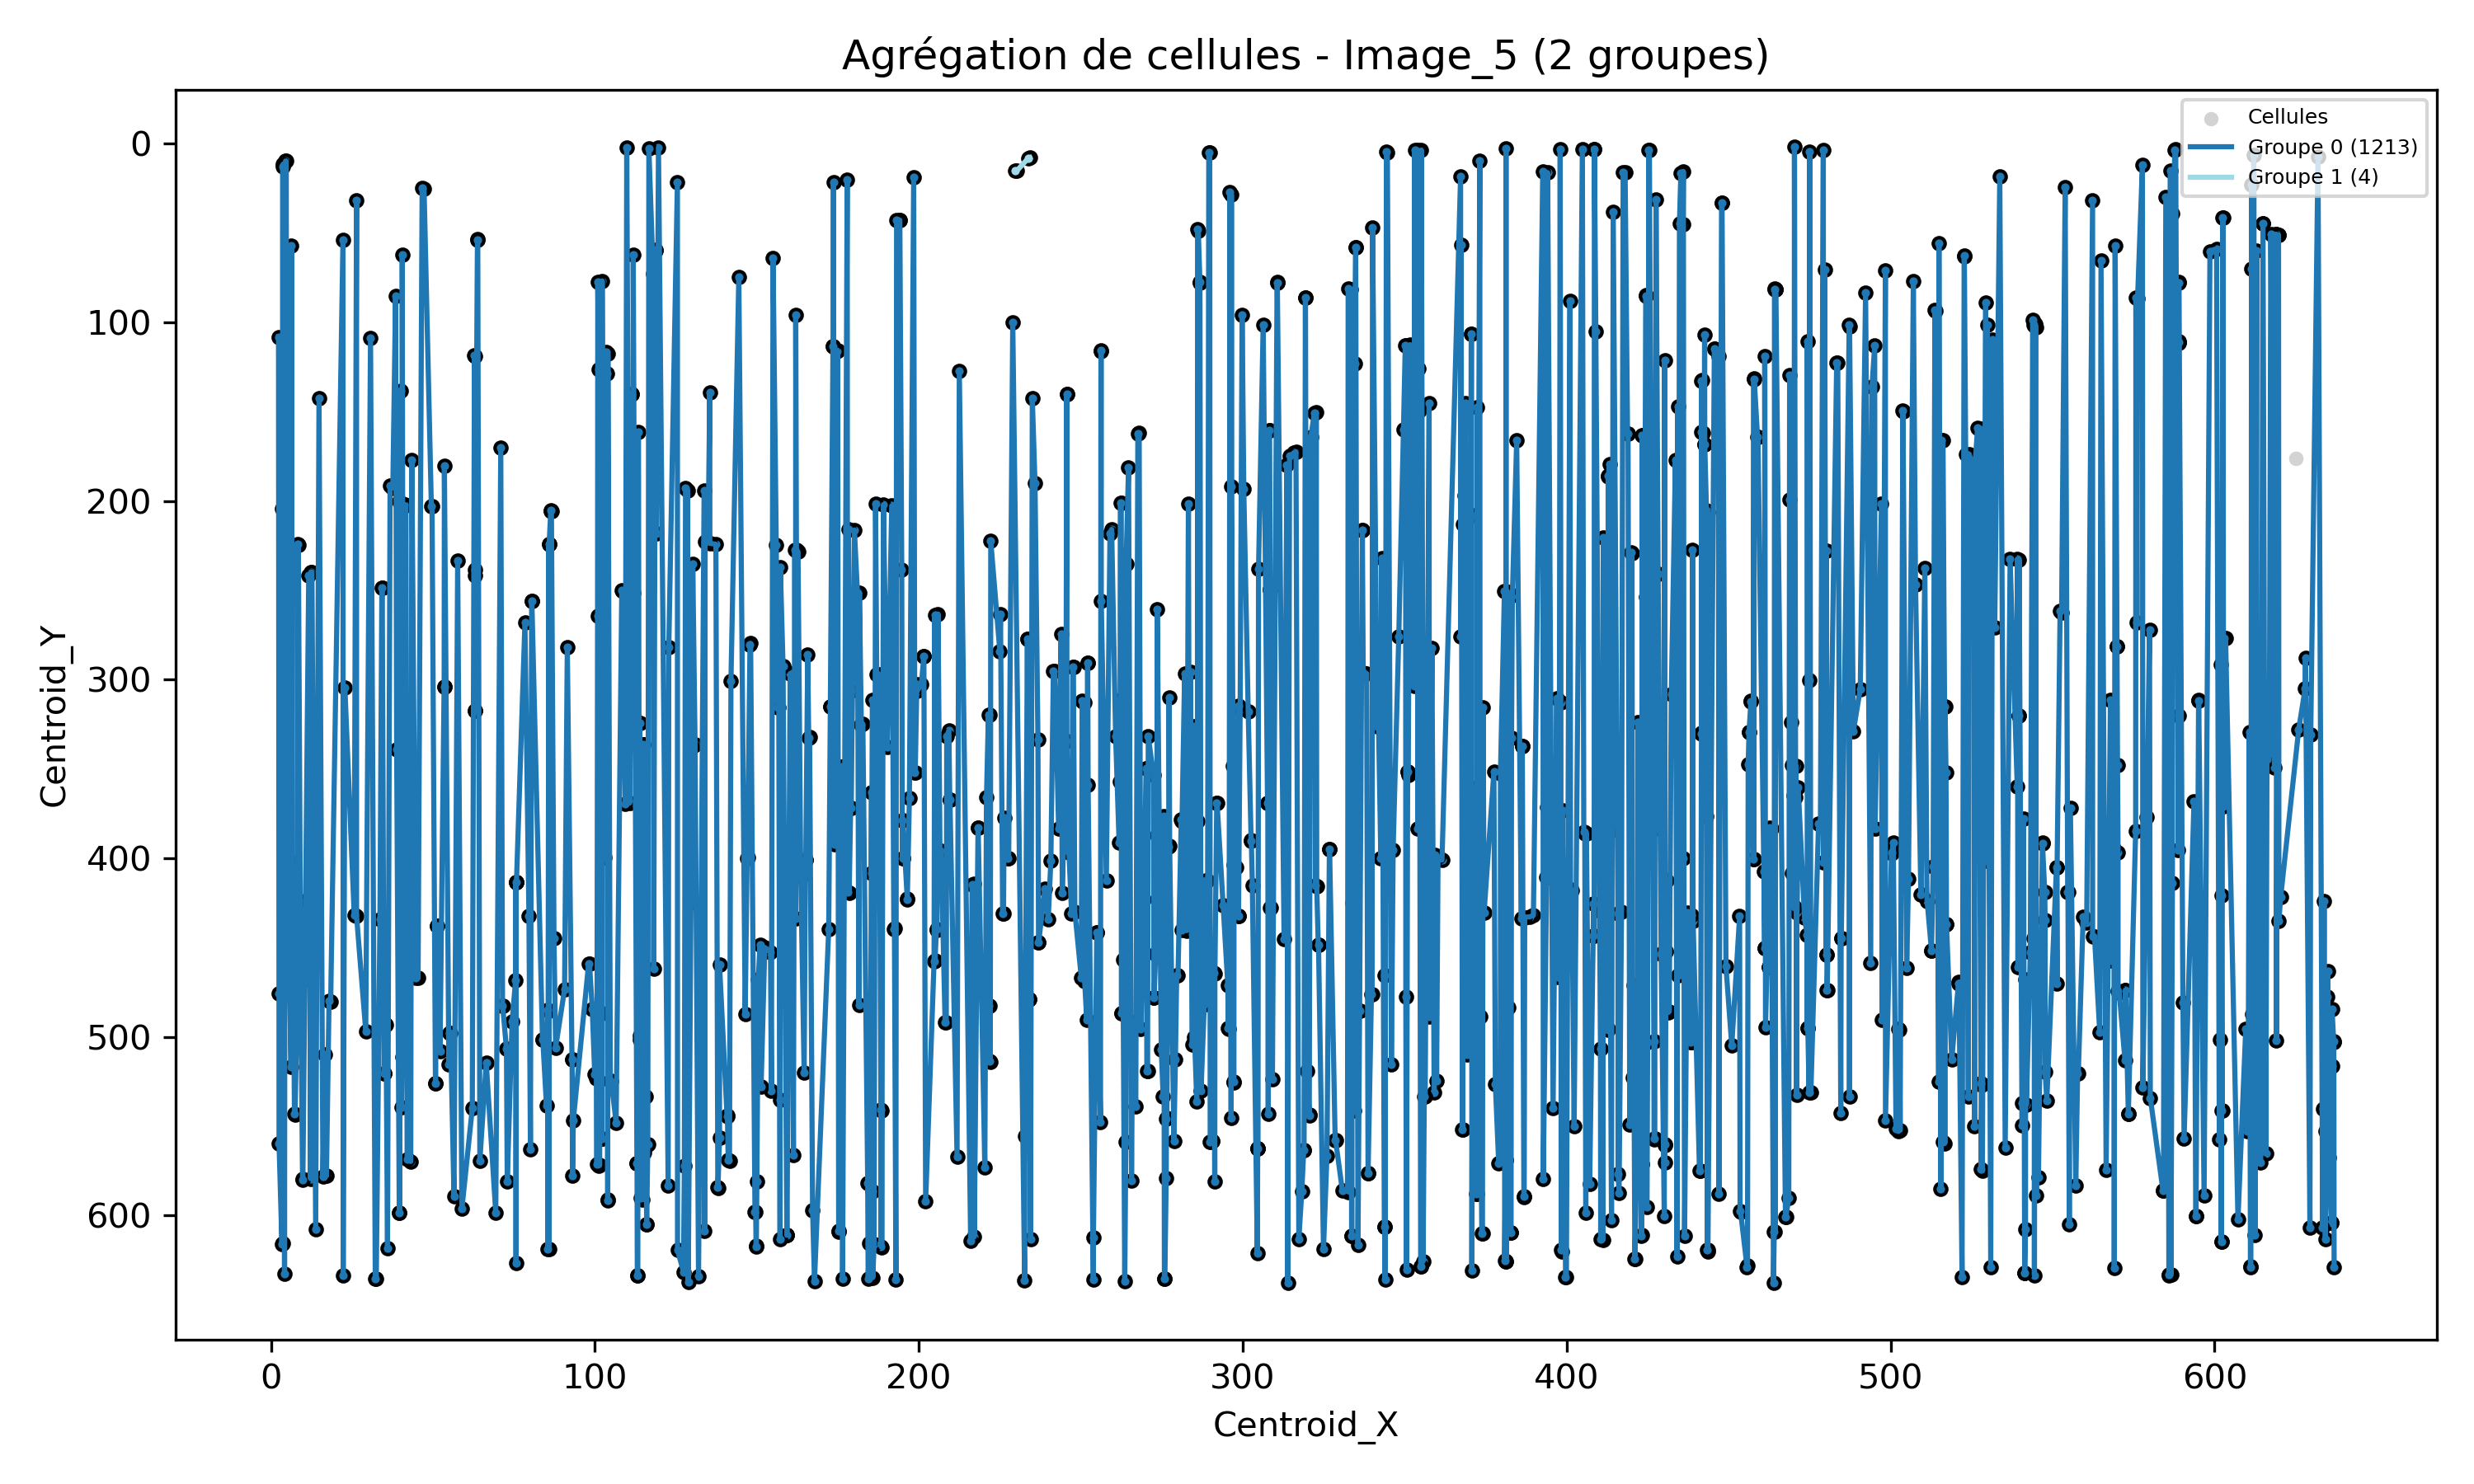 Agrégation de cellules - Image_5 (2 groupes)
Cellules
Groupe 0 (1213)
Groupe 1 (4)
0
100
200
300
400
500
600
Centroid_Y
0 100 200 300 400 500 600
Centroid_X